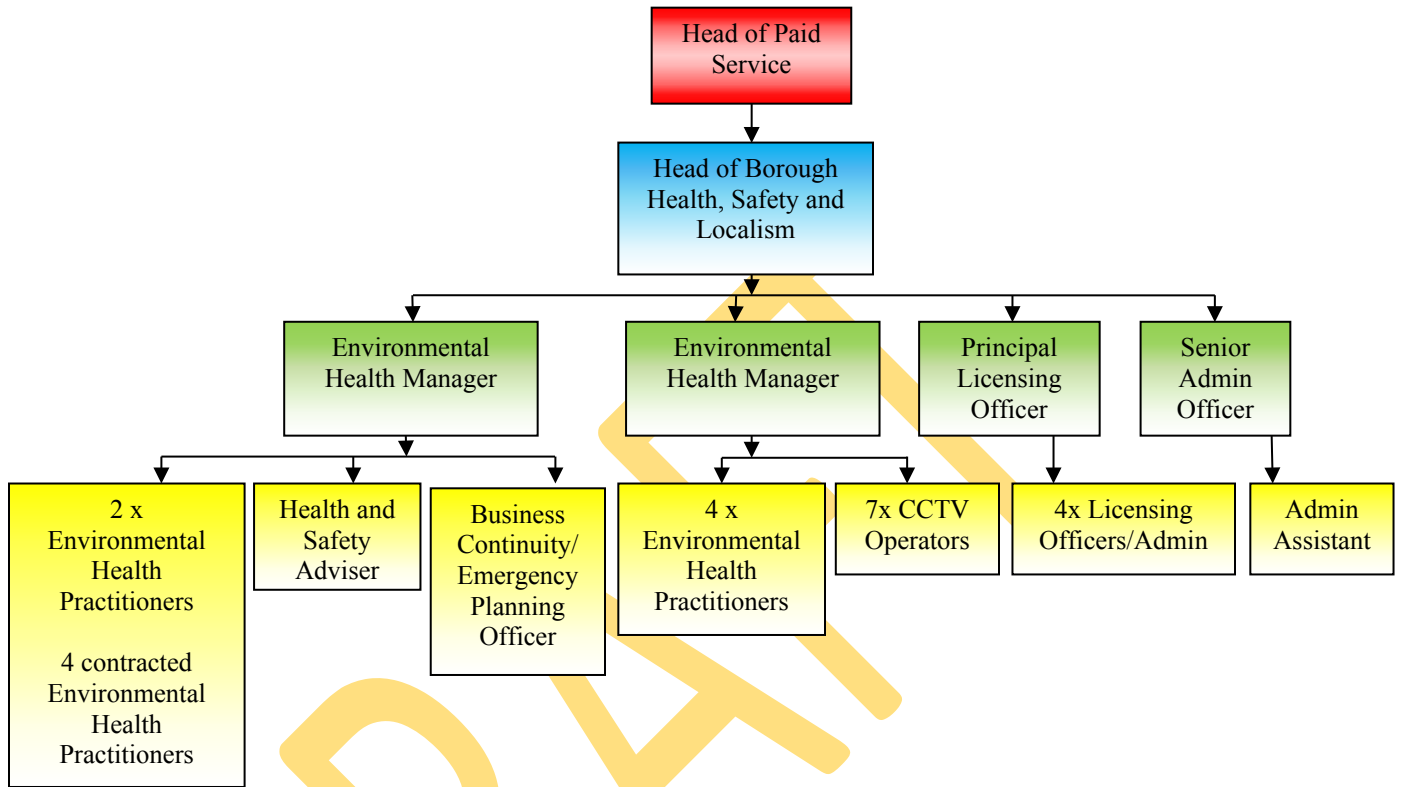 Head of Paid
Service
Head of Borough
Health, Safety and
Localism
Environmental
Health Manager
Environmental
Health Manager
Principal
Licensing
Officer
Senior
Admin
Officer
2 x
Environmental
Health
Practitioners
4 contracted
Environmental
Health
Practitioners
Health and
Safety
Adviser
Business
Continuity/
Emergency
Planning
Officer
4 x
Environmental
Health
Practitioners
7x CCTV
Operators
4x Licensing
Officers/Admin
Admin
Assistant